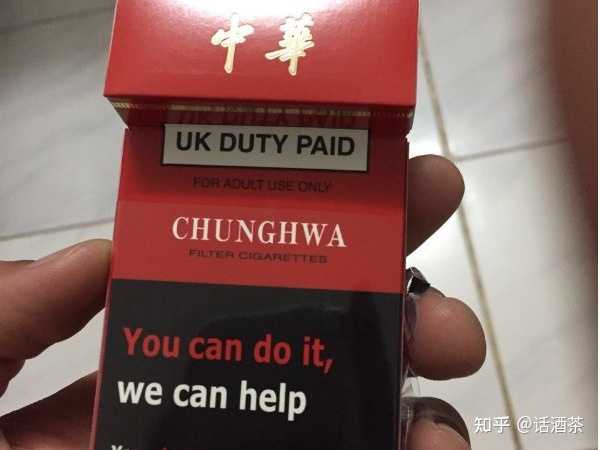 中華
UK DUTY PAID
FOR ADULT USE ONLY
CHUNGHWA
FILTER CIGARETTES
You can do it,
we can help
知乎 @话酒茶